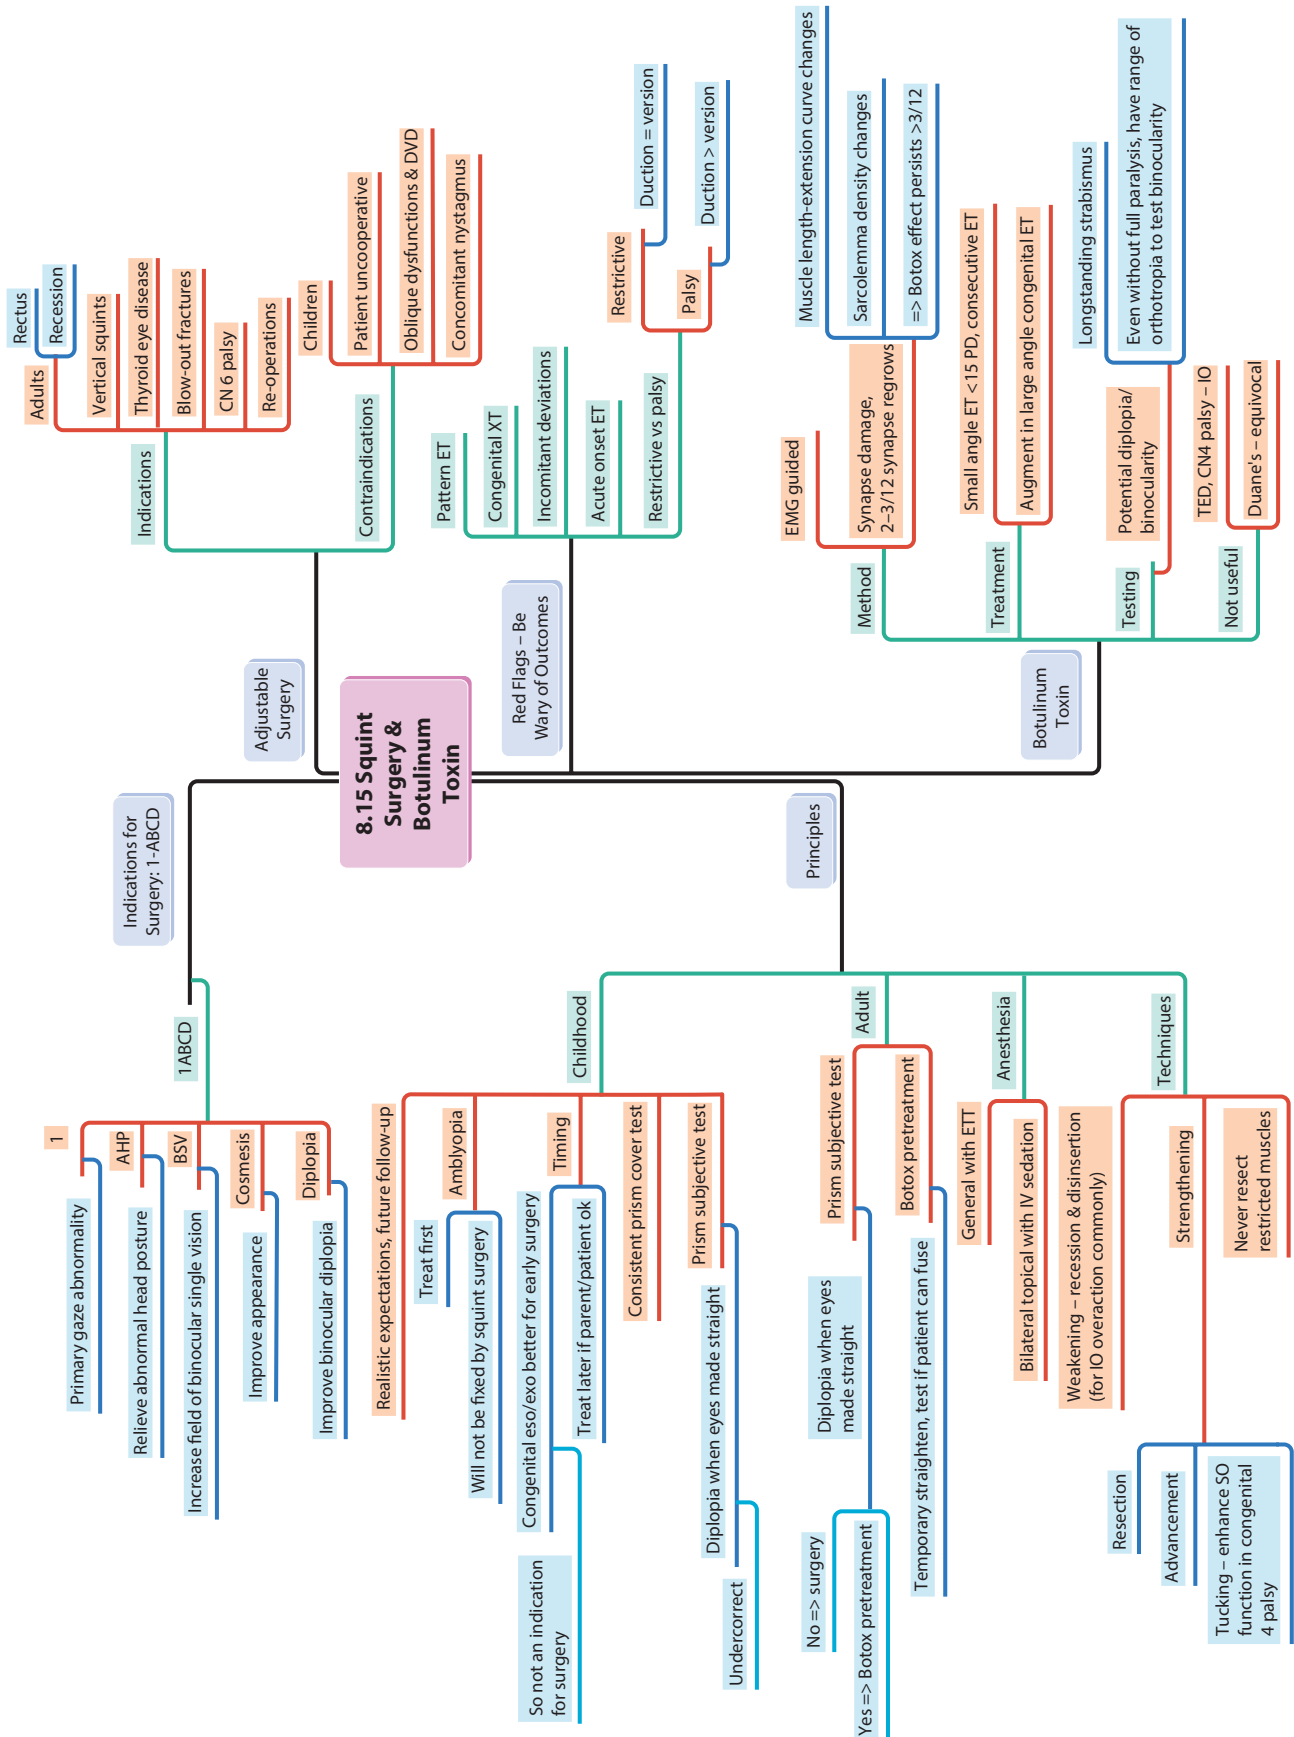 8.15 Squint
Surgery &
Botulinum
Toxin
Indications for
Surgery: 1-ABCD
1ABCD
1
Primary gaze abnormality
AHP
Relieve abnormal head posture
BSV
Increase field of binocular single vision
Cosmesis
Improve appearance
Diplopia
Improve binocular diplopia
Principles
Childhood
Realistic expectations, future follow-up
Amblyopia
Treat first
Will not be fixed by squint surgery
Timing
Congenital eso/exo better for early surgery
So not an indication
for surgery
Treat later if parent/patient ok
Consistent prism cover test
Prism subjective test
Diplopia when eyes made straight
Undercorrect
Adult
Prism subjective test
Diplopia when eyes
made straight
No => surgery
Yes => Botox pretreatment
Botox pretreatment
Temporary straighten, test if patient can fuse
Anesthesia
General with ETT
Bilateral topical with IV sedation
Techniques
Weakening – recession & disinsertion
(for IO overaction commonly)
Strengthening
Resection
Advancement
Tucking – enhance SO
function in congenital
4 palsy
Never resect
restricted muscles
Adjustable
Surgery
Indications
Adults
Rectus
Recession
Vertical squints
Thyroid eye disease
Blow-out fractures
CN 6 palsy
Re-operations
Contraindications
Children
Patient uncooperative
Oblique dysfunctions & DVD
Concomitant nystagmus
Red Flags – Be
Wary of Outcomes
Pattern ET
Congenital XT
Incomitant deviations
Acute onset ET
Restrictive vs palsy
Restrictive
Duction = version
Palsy
Duction > version
Botulinum
Toxin
Method
EMG guided
Synapse damage,
2–3/12 synapse regrows
Muscle length-extension curve changes
Sarcolemma density changes
=> Botox effect persists >3/12
Treatment
Small angle ET <15 PD, consecutive ET
Augment in large angle congenital ET
Testing
Potential diplopia/
binocularity
Longstanding strabismus
Even without full paralysis, have range of
orthotropia to test binocularity
Not useful
TED, CN4 palsy – IO
Duane's – equivocal